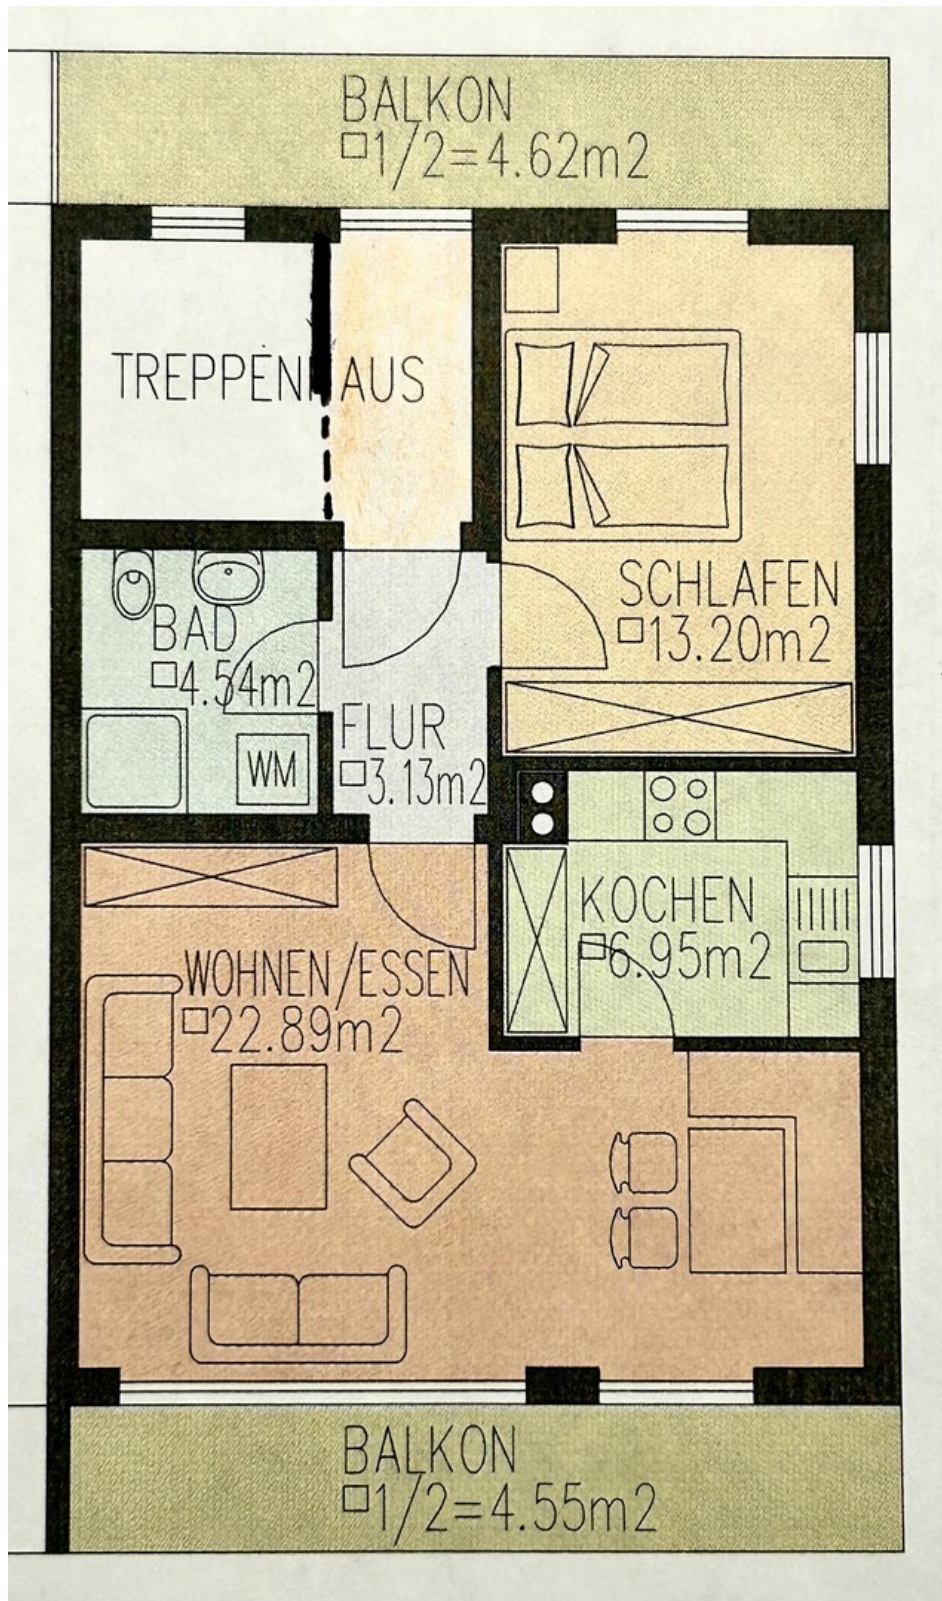 BALKON
□1/2=4.62m2
TREPPENHAUS
SCHLAFEN
□13.20m2
BAD
□4.54m2
FLUR
□3.13m2
WM
KOCHEN
□6.95m2
WOHNEN/ESSEN
□22.89m2
BALKON
□1/2=4.55m2